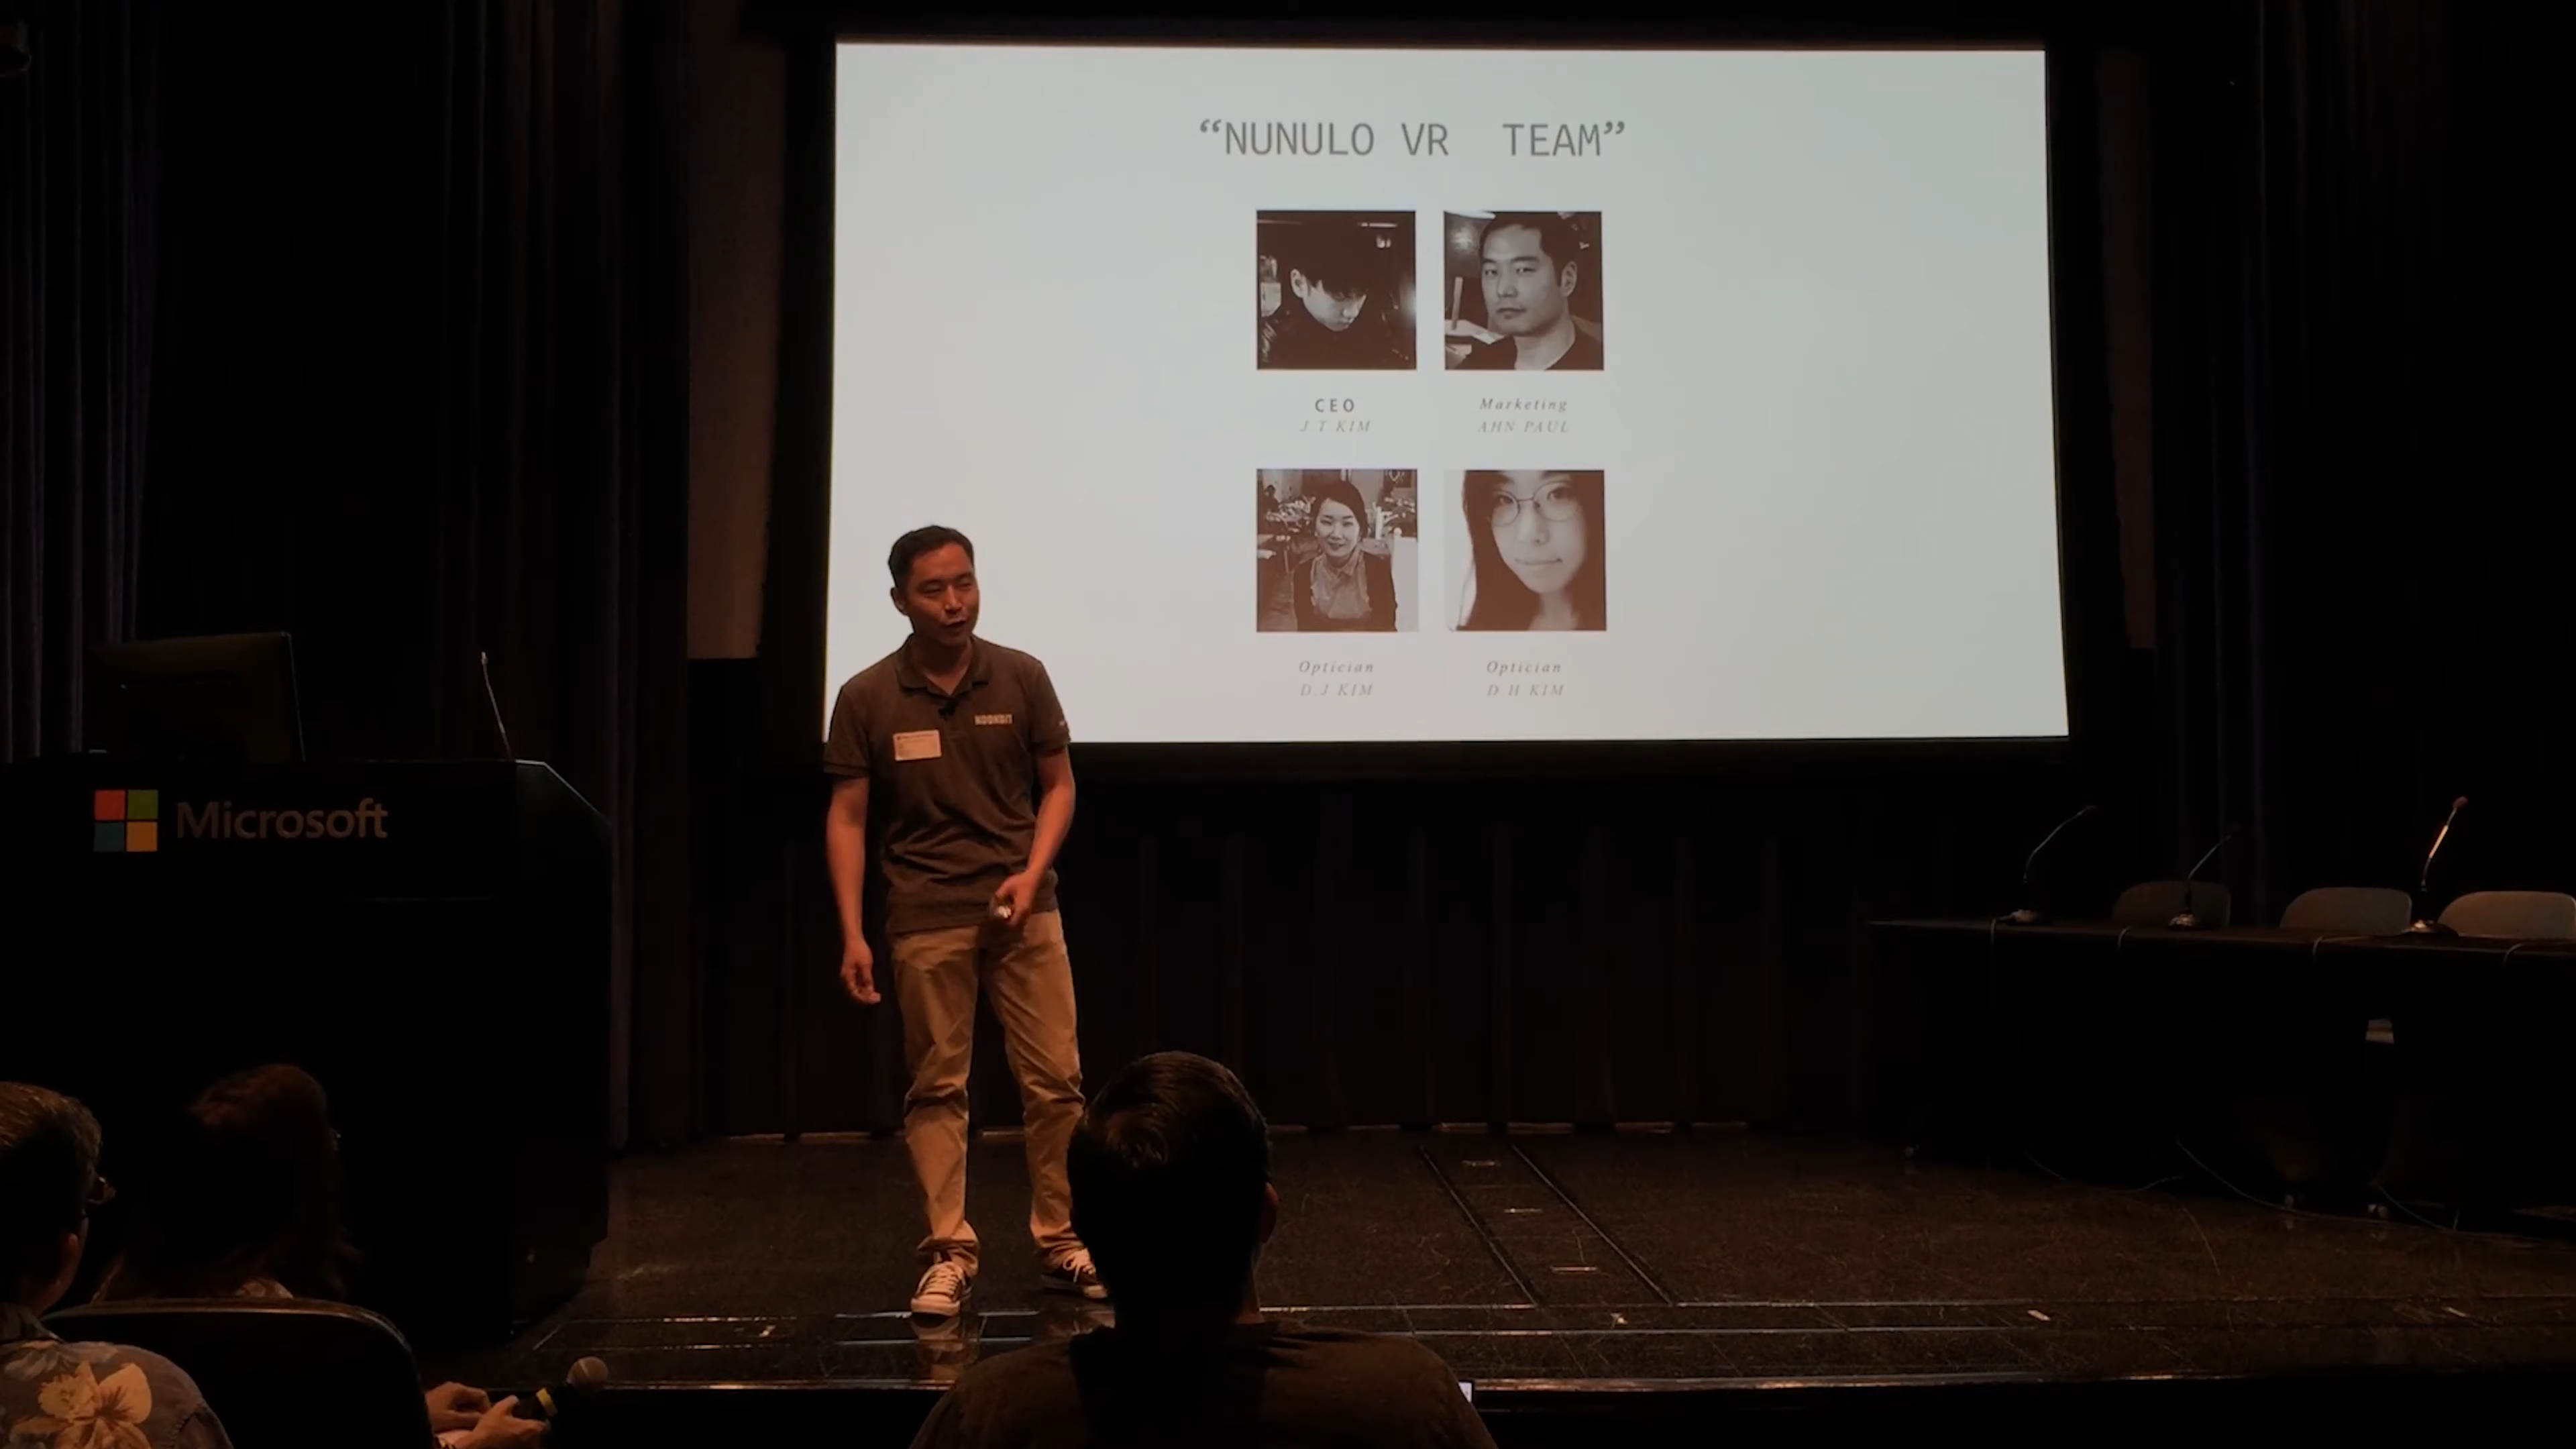 “NUNULO VR TEAM”
CEO
J T KIM
Marketing
AHN PAUL
Optician
D.J KIM
Optician
D H KIM
Microsoft